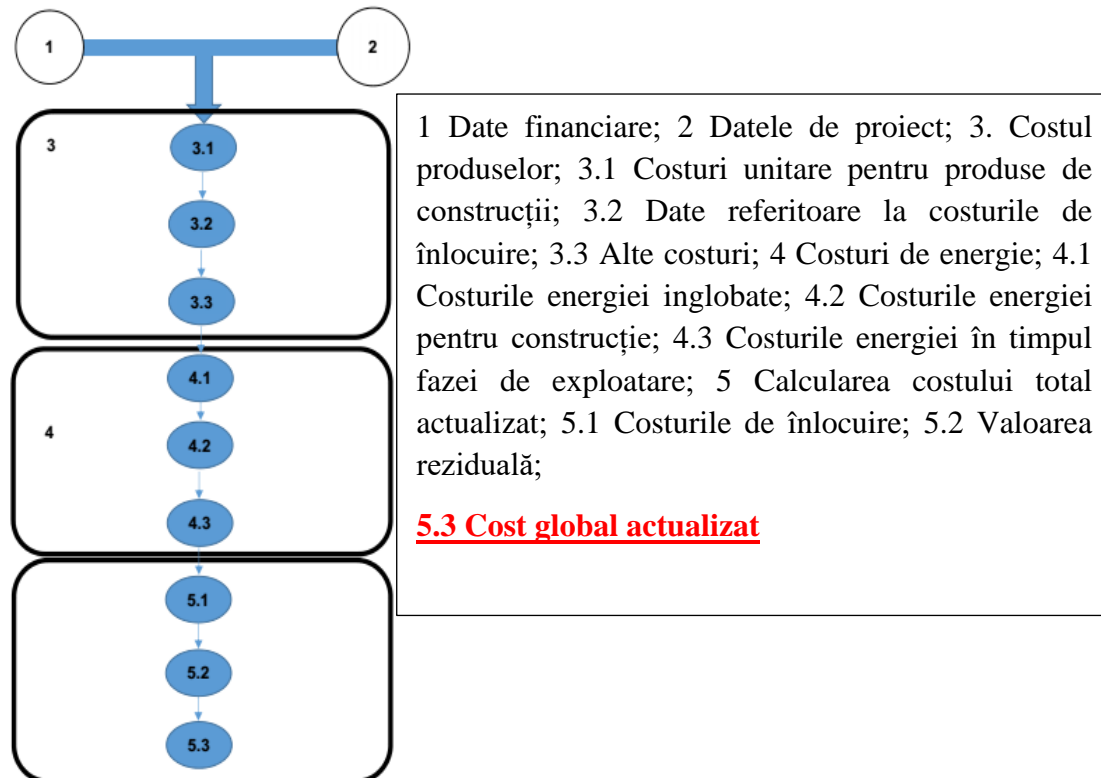 1
2
3
3.1
3.2
3.3
4.1
4
4.2
4.3
5.1
5.2
5.3
1 Date financiare; 2 Datele de proiect; 3. Costul
produselor; 3.1 Costuri unitare pentru produse de
construcții; 3.2 Date referitoare la costurile de
înlocuire; 3.3 Alte costuri; 4 Costuri de energie; 4.1
Costurile energiei inglobate; 4.2 Costurile energiei
pentru construcție; 4.3 Costurile energiei în timpul
fazei de exploatare; 5 Calcularea costului total
actualizat; 5.1 Costurile de înlocuire; 5.2 Valoarea
reziduală;
5.3 Cost global actualizat